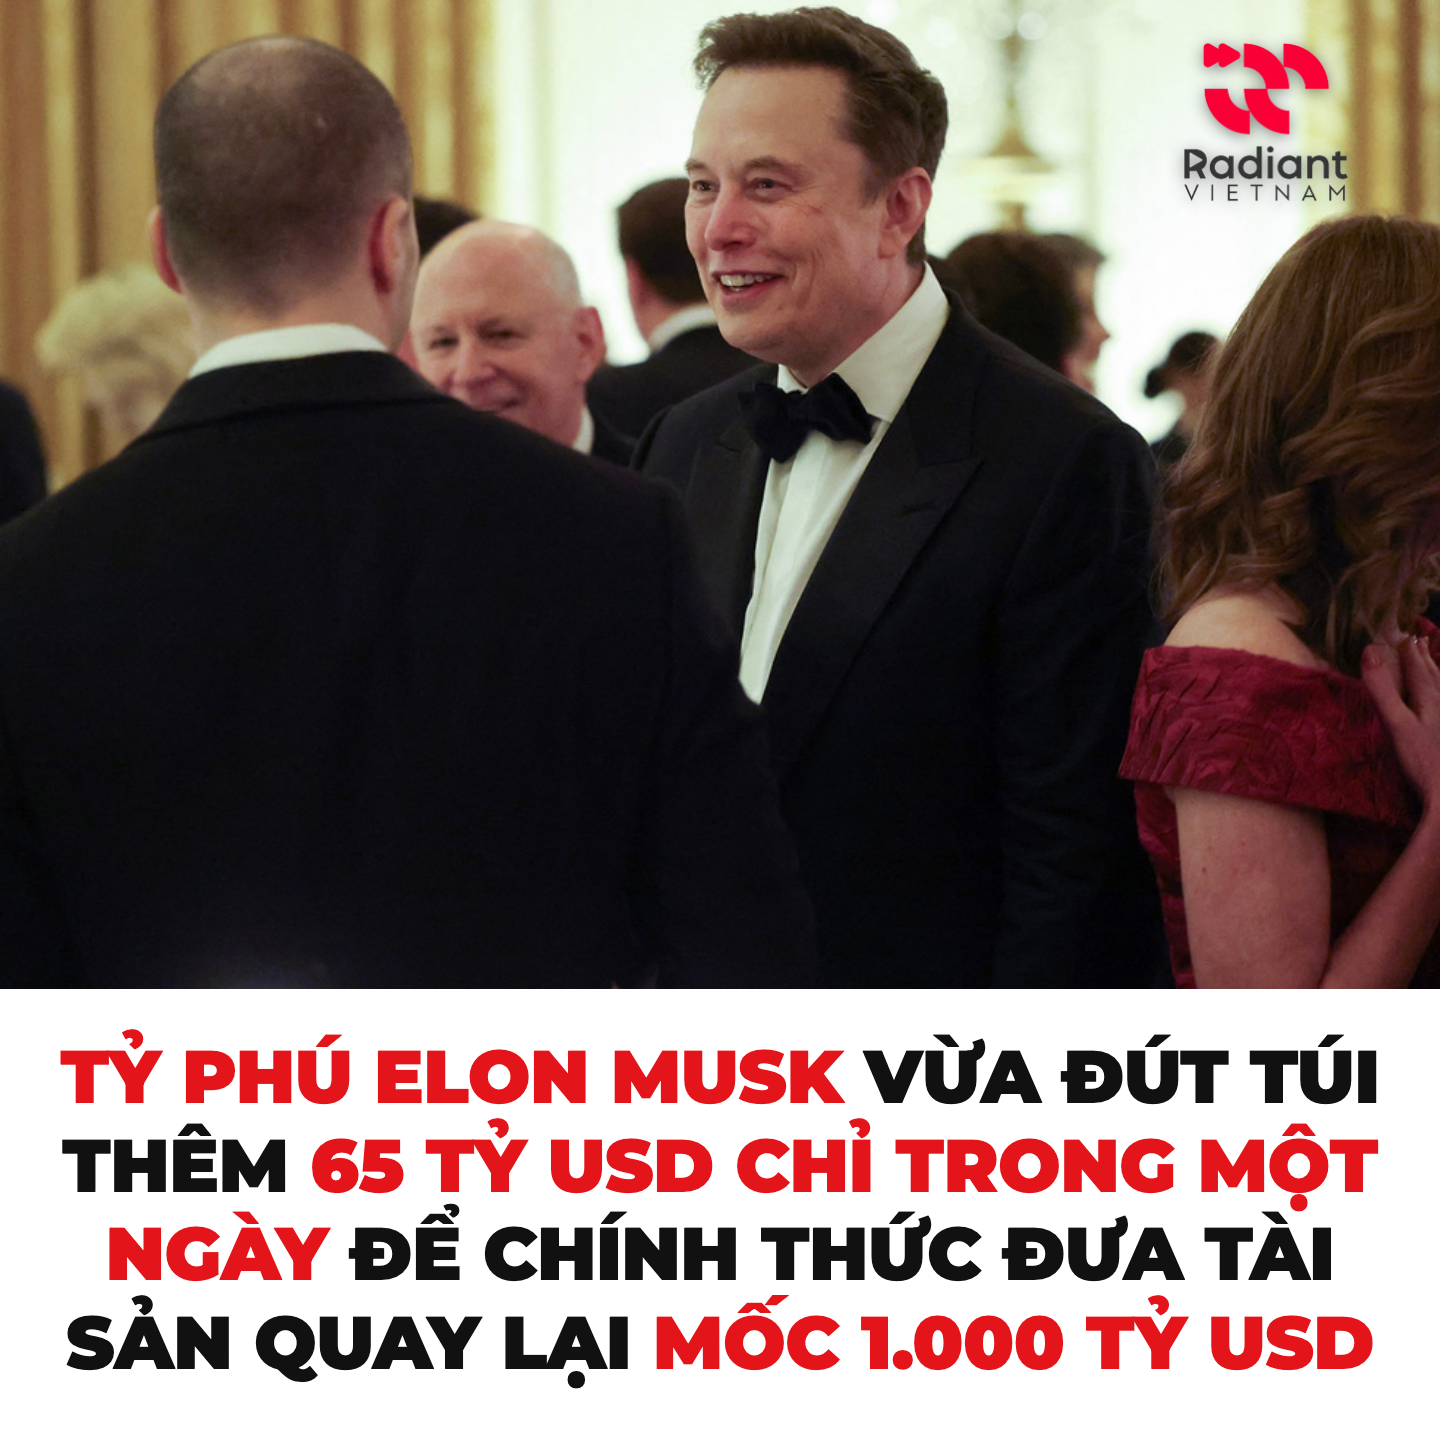 Radiant
VIETNAM
TỶ PHÚ ELON MUSK VỪA ĐÚT TÚI
THÊM 65 TỶ USD CHỈ TRONG MỘT
NGÀY ĐỂ CHÍNH THỨC ĐƯA TÀI
SẢN QUAY LẠI MỐC 1.000 TỶ USD